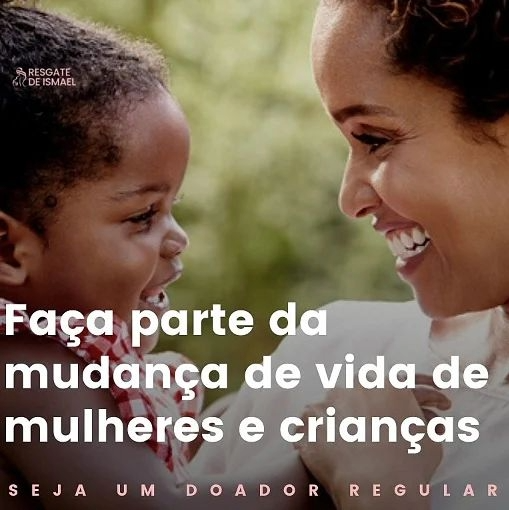 RESGATE
DE ISMAEL
Faça parte da
mudança de vida de
mulheres e crianças
SEJA UM DOADOR REGULAR